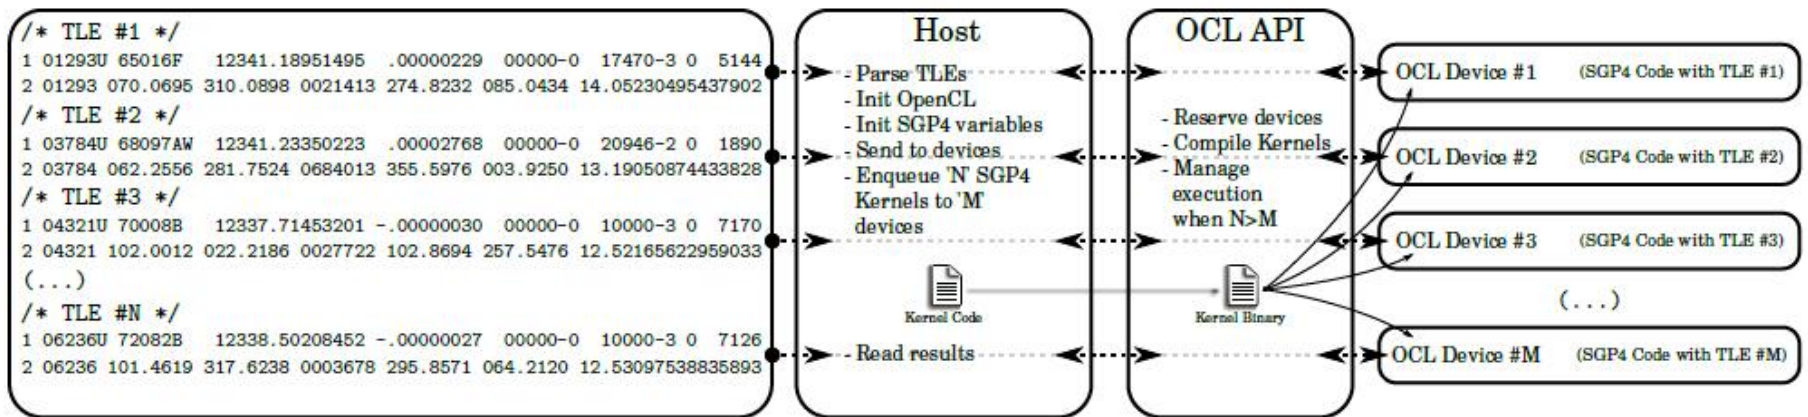 /* TLE #1 */
1 01293U 65016F 12341.18951495 .00000229 00000-0 17470-3 0 5144
2 01293 070.0695 310.0898 0021413 274.8232 085.0434 14.05230495437902
/* TLE #2 */
1 03784U 68097AW 12341.23350223 .00002768 00000-0 20946-2 0 1890
2 03784 062.2556 281.7524 0684013 355.5976 003.9250 13.19050874433828
/* TLE #3 */
1 04321U 70008B 12337.71453201 -.00000030 00000-0 10000-3 0 7170
2 04321 102.0012 022.2186 0027722 102.8694 257.5476 12.52165622959033
(...)
/* TLE #N */
1 06236U 72082B 12338.50208452 -.00000027 00000-0 10000-3 0 7126
2 06236 101.4619 317.6238 0003678 295.8571 064.2120 12.53097538835893
Host
- Parse TLEs
- Init OpenCL
- Init SGP4 variables
- Send to devices
- Enqueue 'N' SGP4
Kernels to 'M'
devices
Kernel Code
- Read results
OCL API
- Reserve devices
- Compile Kernels
- Manage
execution
when N>M
Kernel Binary
OCL Device #1 (SGP4 Code with TLE #1)
OCL Device #2 (SGP4 Code with TLE #2)
OCL Device #3 (SGP4 Code with TLE #3)
(...)
OCL Device #M (SGP4 Code with TLE #M)